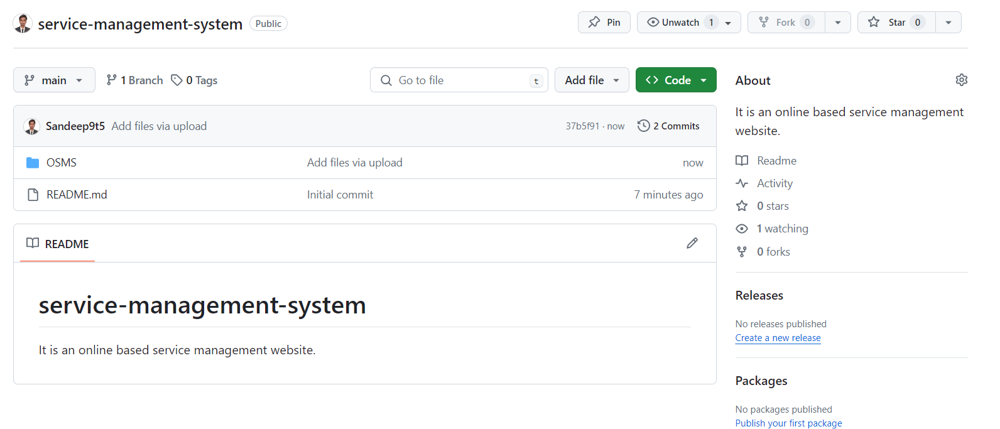 service-management-system Public Pin Unwatch 1 Fork 0 Star 0
main 1 Branch 0 Tags Go to file t Add file Code
Sandeep9t5 Add files via upload 37b5f91 · now 2 Commits
OSMS Add files via upload now
README.md Initial commit 7 minutes ago
README
service-management-system
It is an online based service management website.
About
It is an online based service management
website.
Readme
Activity
0 stars
1 watching
0 forks
Releases
No releases published
Create a new release
Packages
No packages published
Publish your first package